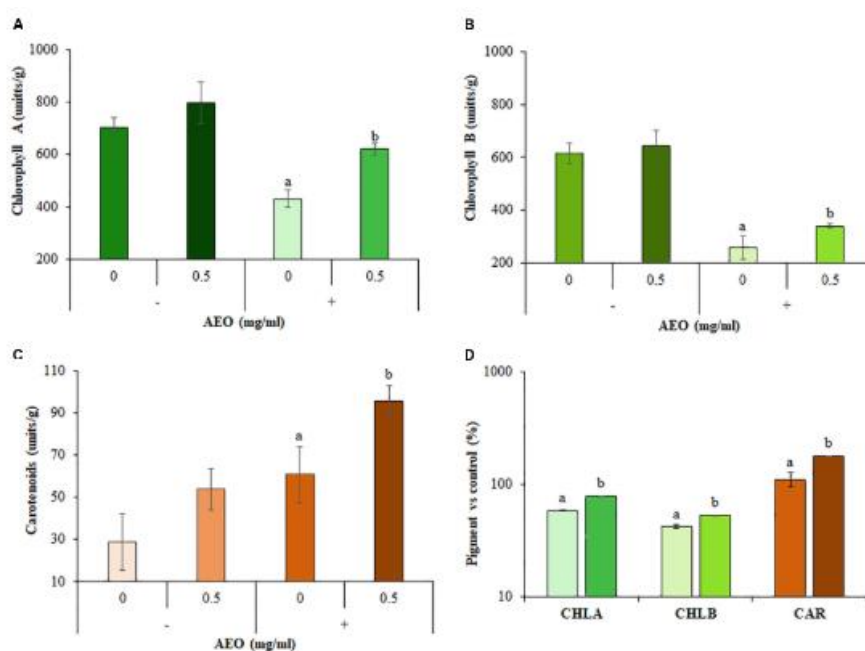 A
1000
800
600
400
200
Chlorophyll A (unitts/g)
a
b
0 0.5 0 0.5
- +
AEO (mg/ml)
B
1000
800
600
400
200
Chlorophyll B (unitts/g)
a
b
0 0.5 0 0.5
- +
AEO (mg/ml)
C
110
90
70
50
30
10
Carotenoids (units/g)
a
b
0 0.5 0 0.5
- +
AEO (mg/ml)
D
1000
100
10
Pigment vs control (%)
a b
a b
a b
CHLA CHLB CAR